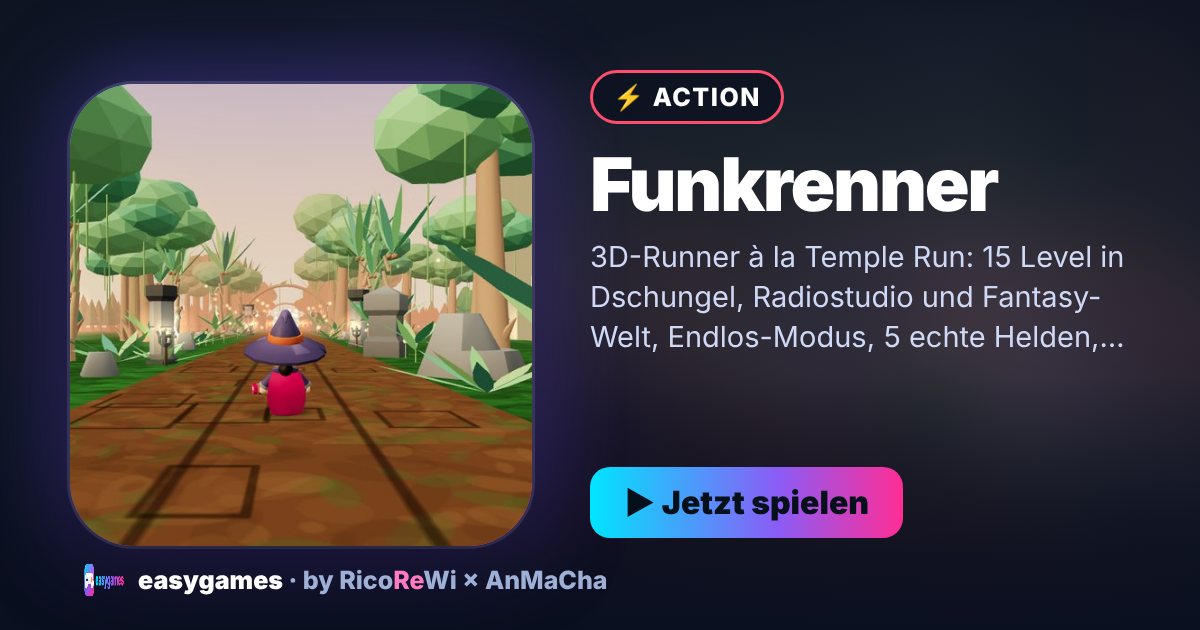 ⚡ ACTION
Funkrenner
3D-Runner à la Temple Run: 15 Level in
Dschungel, Radiostudio und Fantasy-
Welt, Endlos-Modus, 5 echte Helden,...
▶ Jetzt spielen
easygames
easygames · by RicoReWi × AnMaCha